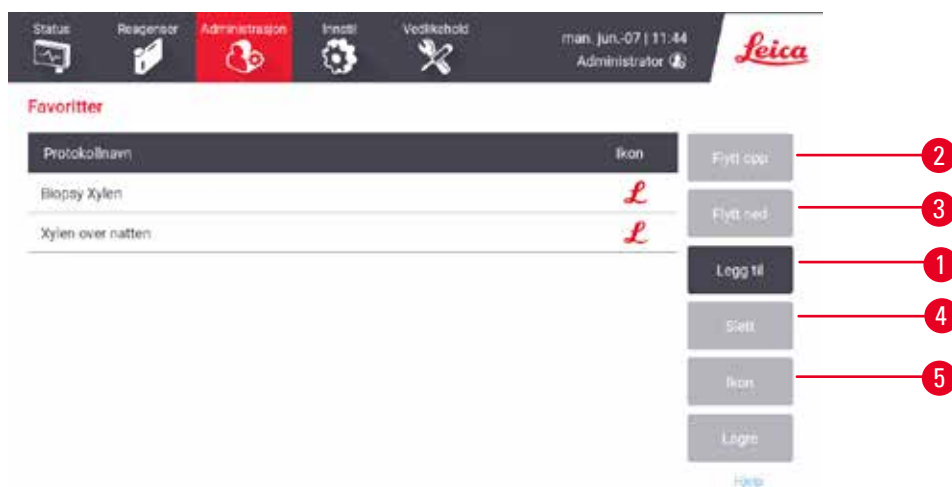 Status Reagenser Administrasjon Innstil Vedlikehold
man. jun.-07 | 11:44
Administrator
Leica
Favoritter
Protokollnavn Ikon
Biopsy Xylen L
Xylen over natten L
Flytt opp 2
Flytt ned 3
Legg til 1
Slett 4
Ikon 5
Lagre
Hjelp